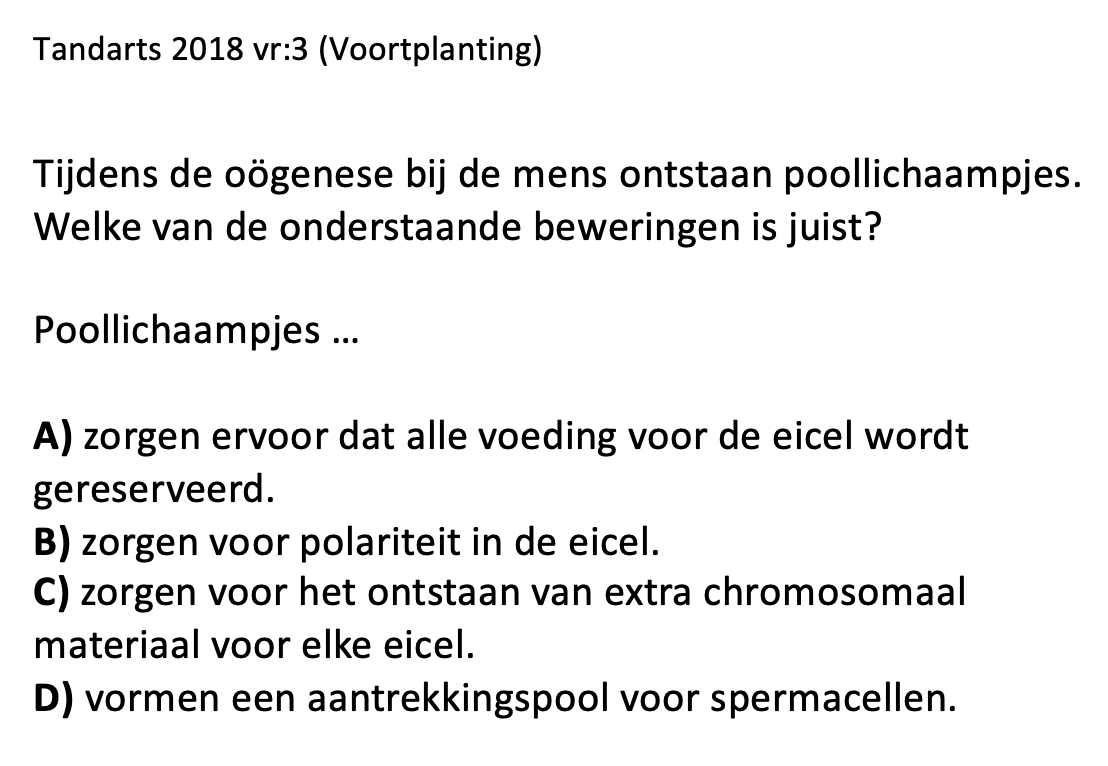 Tandarts 2018 vr:3 (Voortplanting)
Tijdens de oögenese bij de mens ontstaan poollichaampjes.
Welke van de onderstaande beweringen is juist?
Poollichaampjes ...
A) zorgen ervoor dat alle voeding voor de eicel wordt
gereserveerd.
B) zorgen voor polariteit in de eicel.
C) zorgen voor het ontstaan van extra chromosomaal
materiaal voor elke eicel.
D) vormen een aantrekkingspool voor spermacellen.